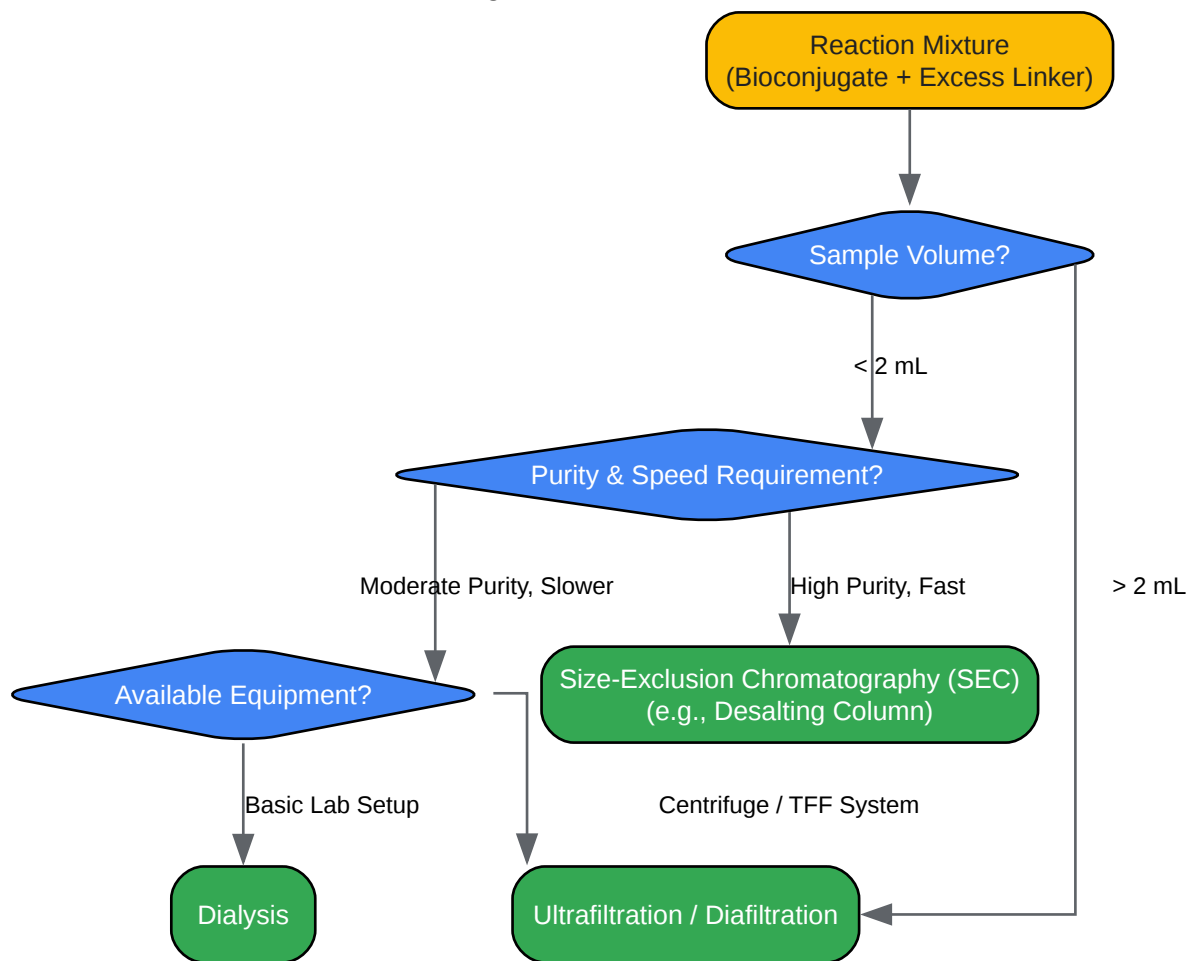 Reaction Mixture
(Bioconjugate + Excess Linker)
Sample Volume?
< 2 mL
Purity & Speed Requirement?
Moderate Purity, Slower
High Purity, Fast
> 2 mL
Size-Exclusion Chromatography (SEC)
(e.g., Desalting Column)
Available Equipment?
Basic Lab Setup
Centrifuge / TFF System
Dialysis
Ultrafiltration / Diafiltration